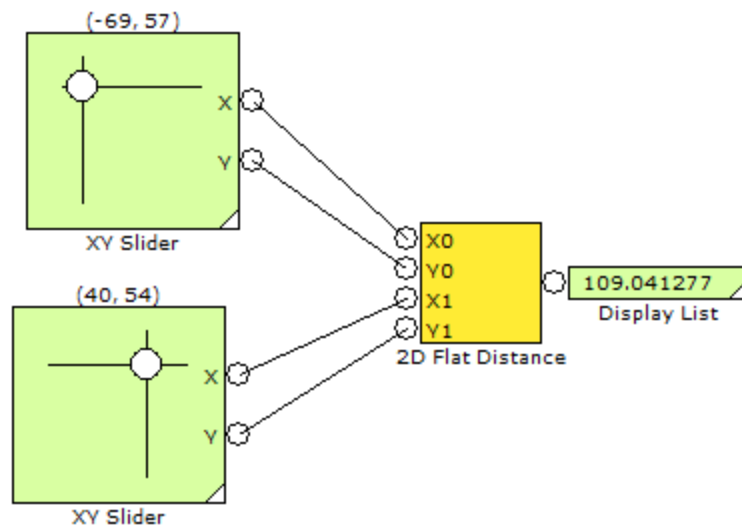 (-69, 57)
X
Y
XY Slider
(40, 54)
X
Y
XY Slider
X0
Y0
X1
Y1
2D Flat Distance
109.041277
Display List